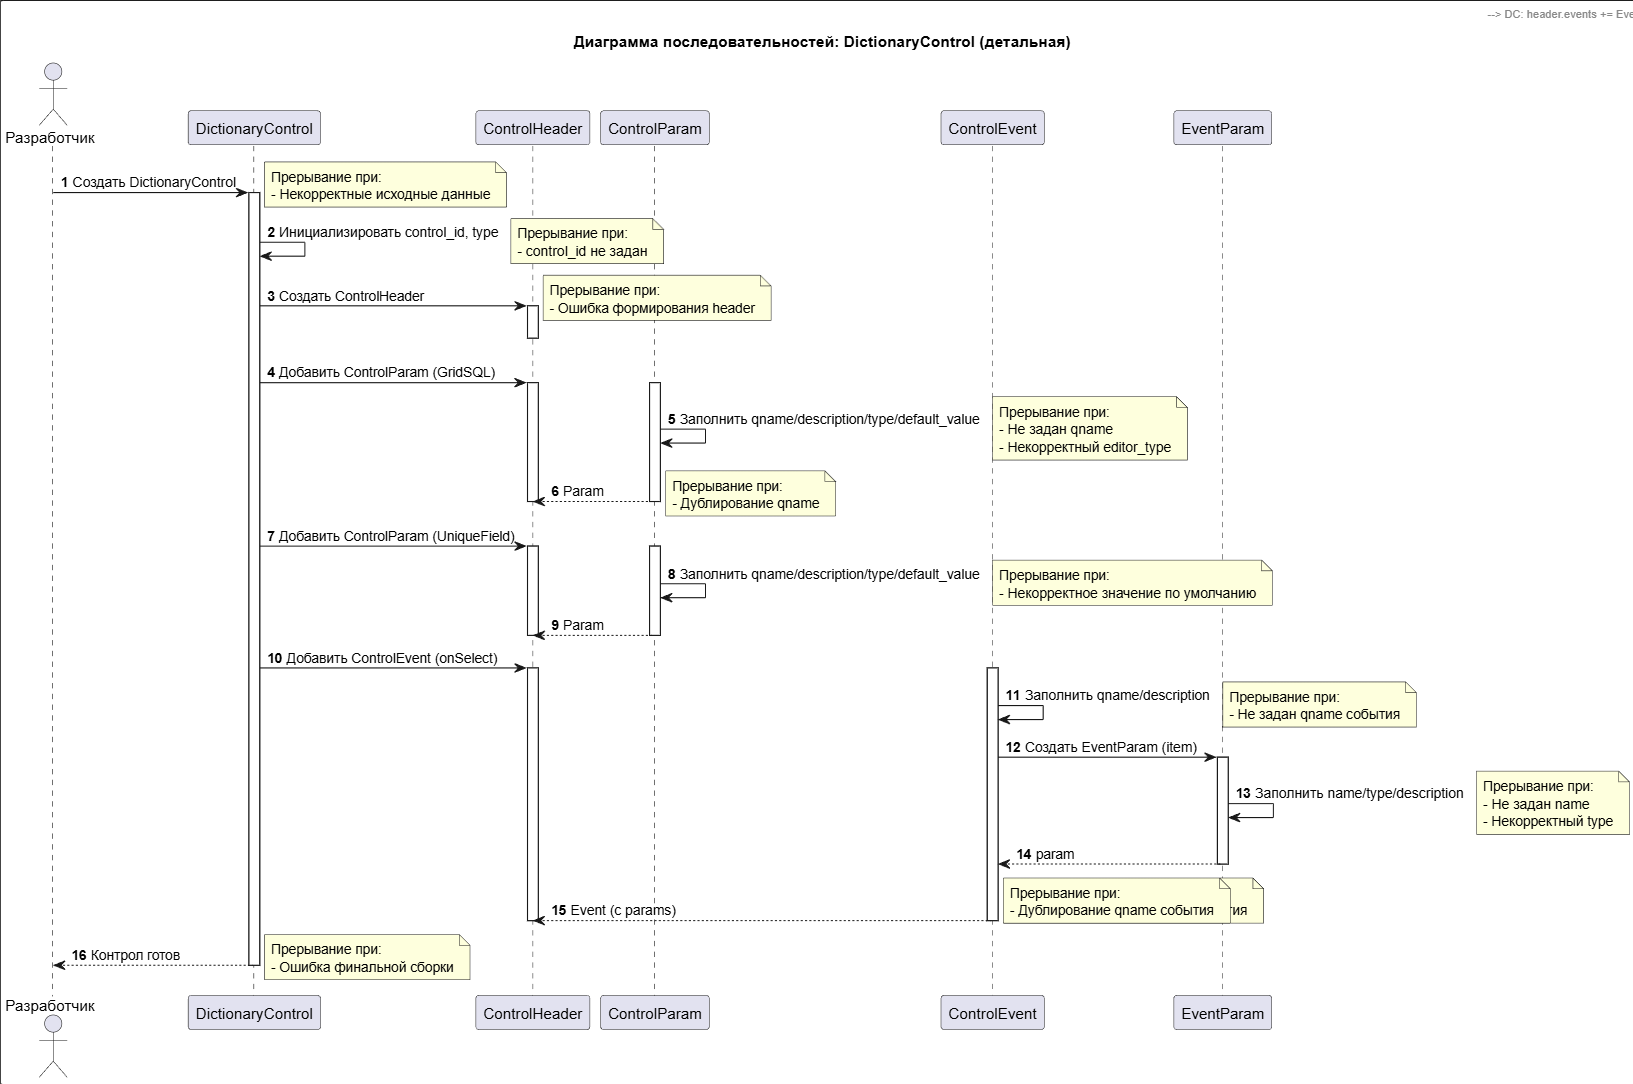 --> DC: header.events += Eve
Диаграмма последовательностей: DictionaryControl (детальная)
Разработчик
DictionaryControl
ControlHeader
ControlParam
ControlEvent
EventParam
1 Создать DictionaryControl
Прерывание при:
- Некорректные исходные данные
2 Инициализировать control_id, type
Прерывание при:
- control_id не задан
3 Создать ControlHeader
Прерывание при:
- Ошибка формирования header
4 Добавить ControlParam (GridSQL)
5 Заполнить qname/description/type/default_value
Прерывание при:
- Не задан qname
- Некорректный editor_type
6 Param
Прерывание при:
- Дублирование qname
7 Добавить ControlParam (UniqueField)
8 Заполнить qname/description/type/default_value
Прерывание при:
- Некорректное значение по умолчанию
9 Param
10 Добавить ControlEvent (onSelect)
11 Заполнить qname/description
Прерывание при:
- Не задан qname события
12 Создать EventParam (item)
13 Заполнить name/type/description
Прерывание при:
- Не задан name
- Некорректный type
14 param
15 Event (с params)
Прерывание при:
- Дублирование qname события
тия
16 Контрол готов
Прерывание при:
- Ошибка финальной сборки
Разработчик
DictionaryControl
ControlHeader
ControlParam
ControlEvent
EventParam